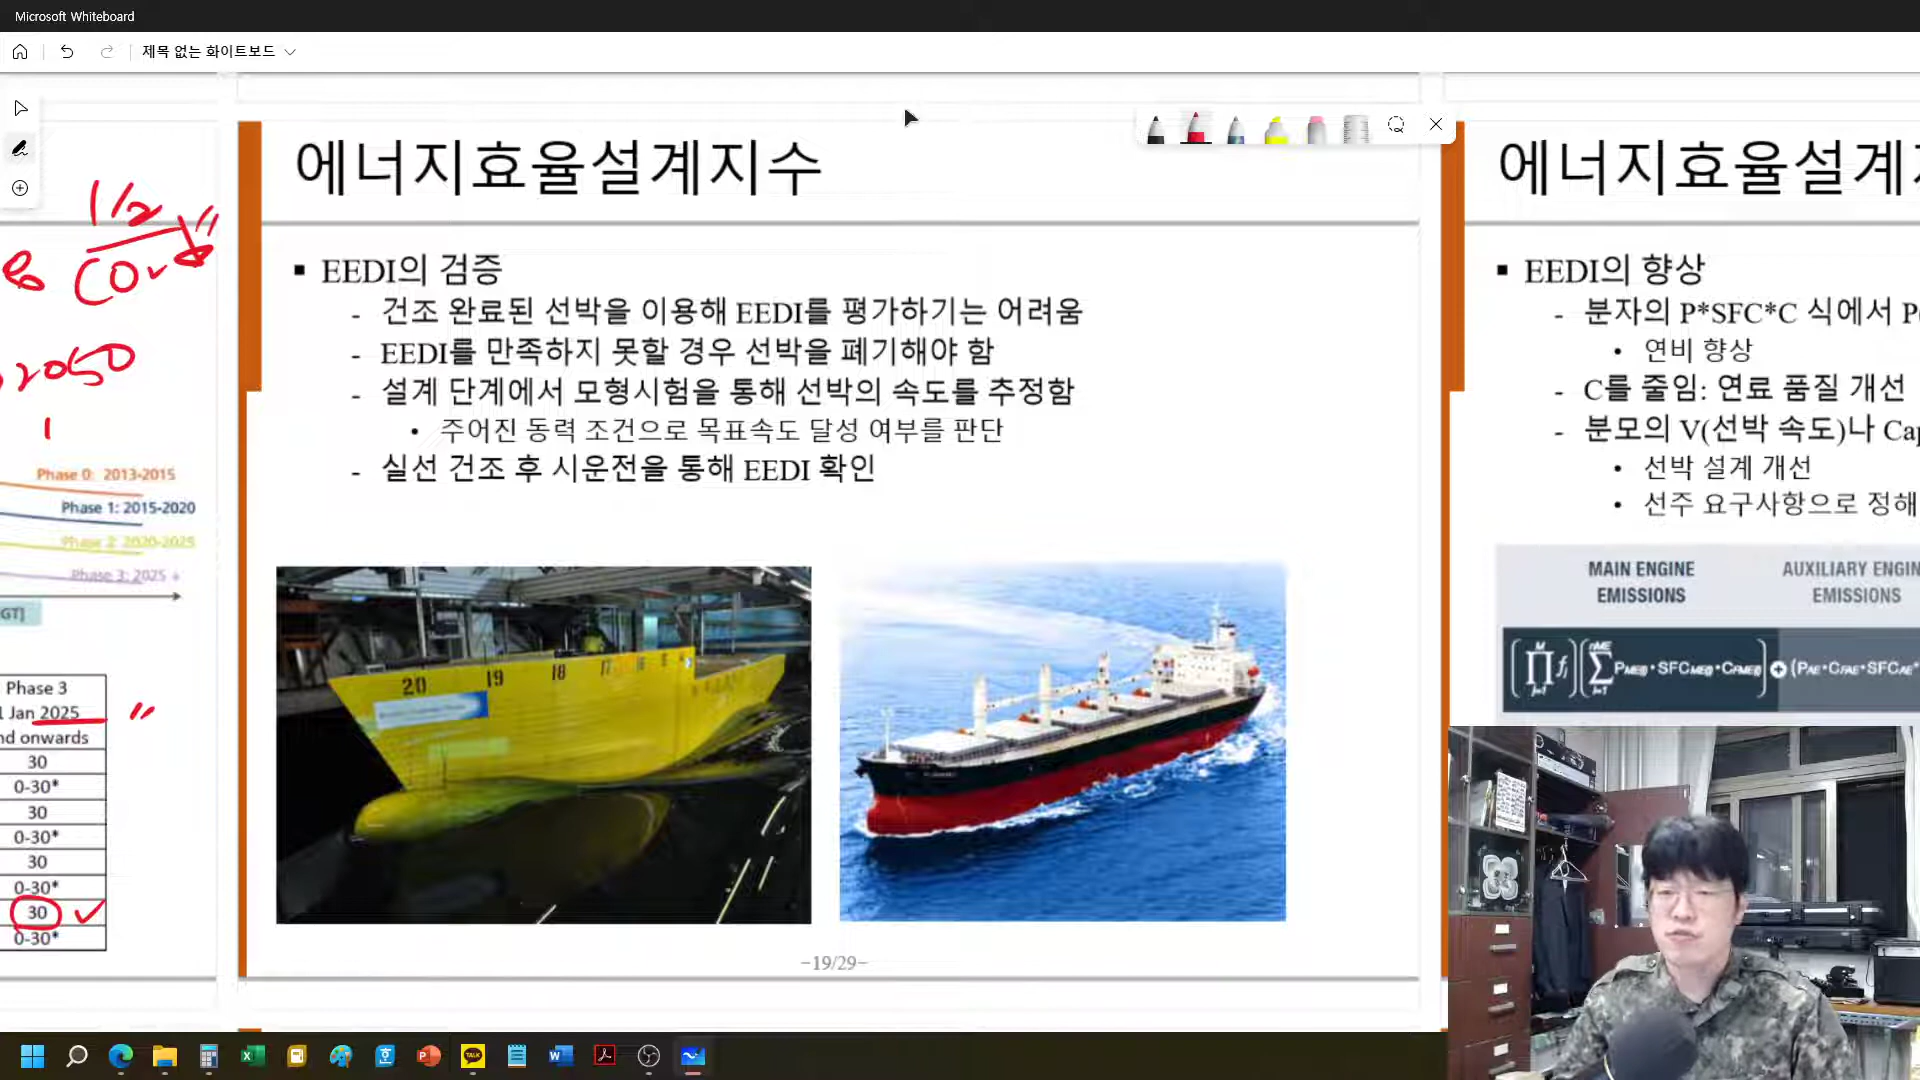 Microsoft Whiteboard
제목 없는 화이트보드
1/2
CO₂
2050
1
Phase 0: 2013-2015
Phase 1: 2015-2020
Phase 2: 2020-2025
Phase 3: 2025 +
GT]
Phase 3
1 Jan 2025
nd onwards
30
0-30*
30
0-30*
30
0-30*
30
0-30*
에너지효율설계지수
▪ EEDI의 검증
- 건조 완료된 선박을 이용해 EEDI를 평가하기는 어려움
- EEDI를 만족하지 못할 경우 선박을 폐기해야 함
- 설계 단계에서 모형시험을 통해 선박의 속도를 추정함
• 주어진 동력 조건으로 목표속도 달성 여부를 판단
- 실선 건조 후 시운전을 통해 EEDI 확인
20 19 18 17
-19/29-
에너지효율설계지
▪ EEDI의 향상
- 분자의 P*SFC*C 식에서 P
• 연비 향상
- C를 줄임: 연료 품질 개선
- 분모의 V(선박 속도)나 Cap
• 선박 설계 개선
• 선주 요구사항으로 정해
MAIN ENGINE
EMISSIONS
AUXILIARY ENGIN
EMISSIONS
TALK